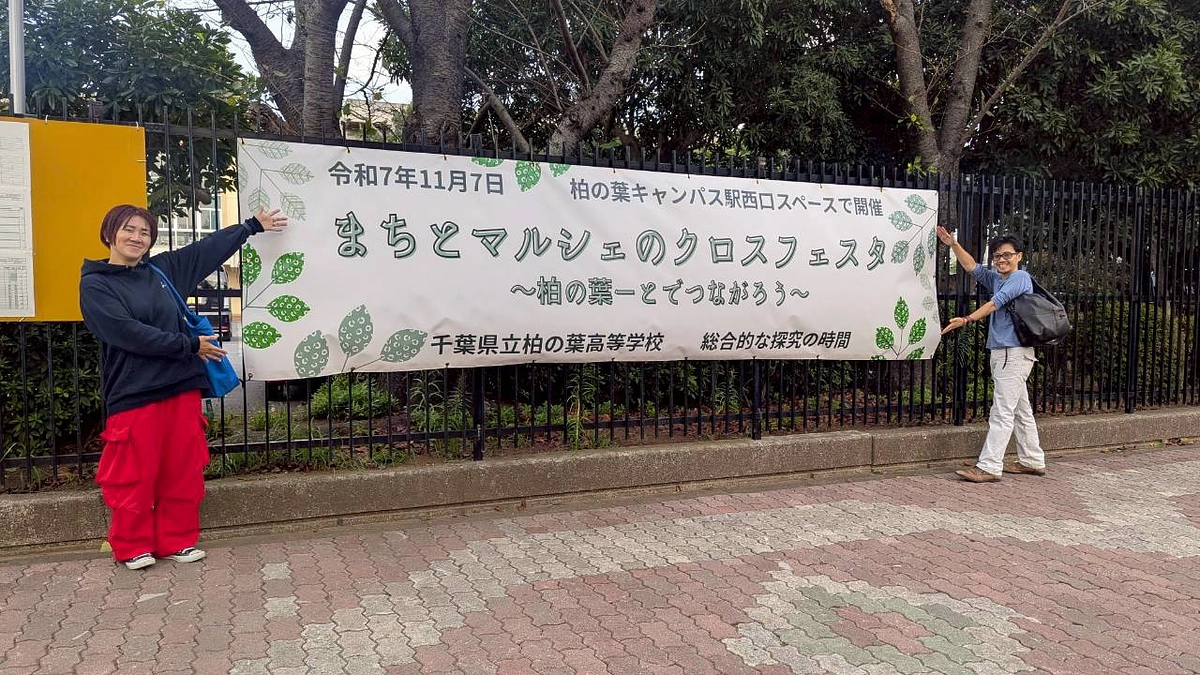 令和7年11月7日
柏の葉キャンパス駅西口スペースで開催
まちとマルシェのクロスフェスタ
～柏の葉ーとでつながろう～
千葉県立柏の葉高等学校 総合的な探究の時間